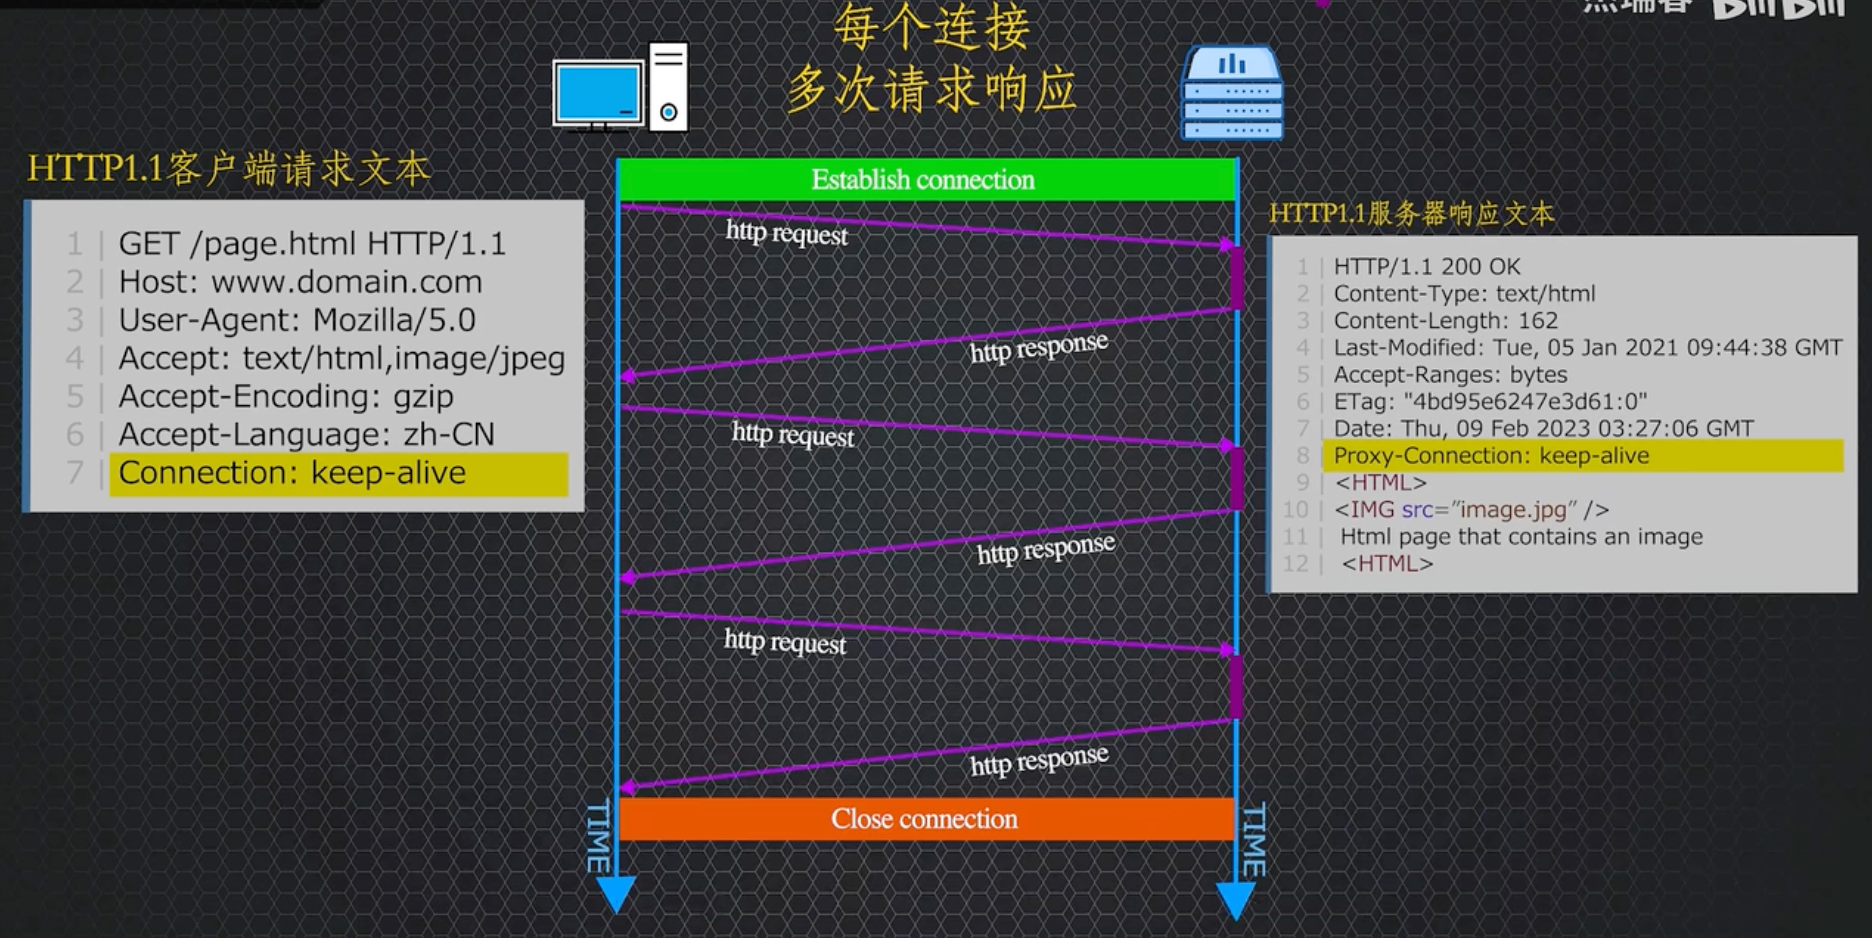 每个连接
多次请求响应
HTTP1.1客户端请求文本
1 GET /page.html HTTP/1.1
2 Host: www.domain.com
3 User-Agent: Mozilla/5.0
4 Accept: text/html,image/jpeg
5 Accept-Encoding: gzip
6 Accept-Language: zh-CN
7 Connection: keep-alive
Establish connection
http request
http response
http request
http response
http request
http response
Close connection
TIME
TIME
HTTP1.1服务器响应文本
1 HTTP/1.1 200 OK
2 Content-Type: text/html
3 Content-Length: 162
4 Last-Modified: Tue, 05 Jan 2021 09:44:38 GMT
5 Accept-Ranges: bytes
6 ETag: "4bd95e6247e3d61:0"
7 Date: Thu, 09 Feb 2023 03:27:06 GMT
8 Proxy-Connection: keep-alive
9 <HTML>
10 <IMG src="image.jpg" />
11 Html page that contains an image
12 <HTML>